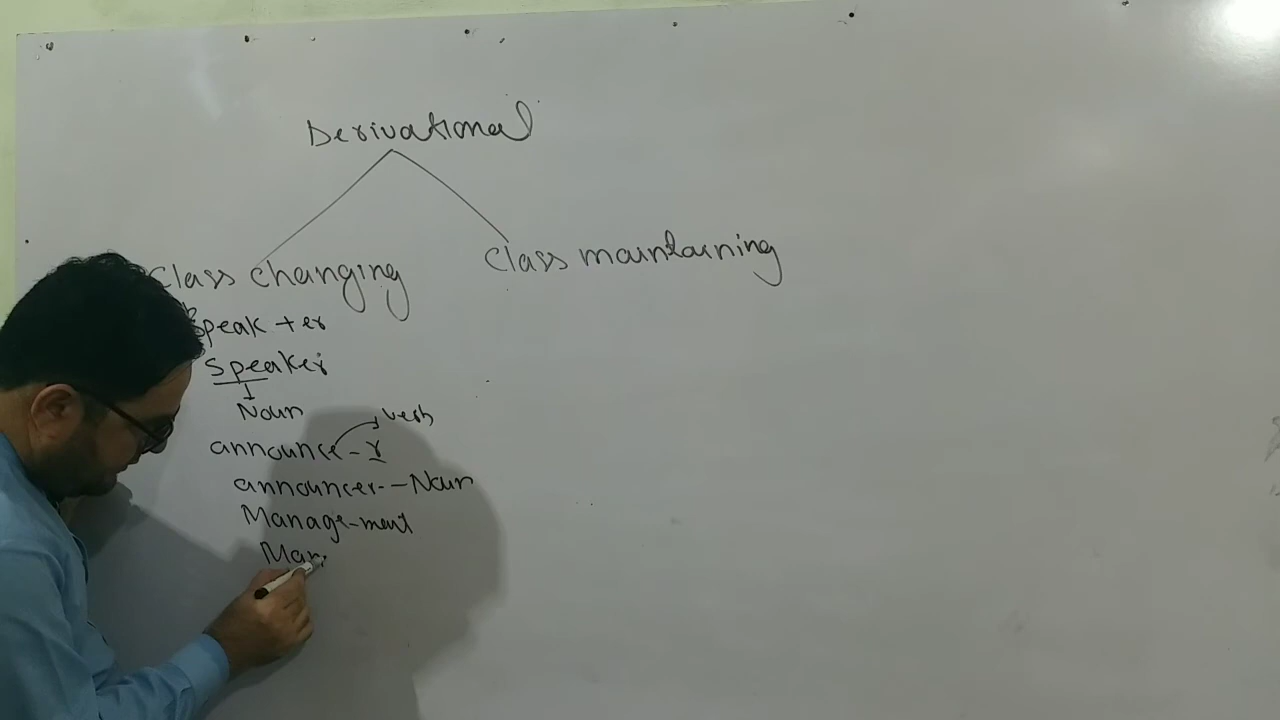 Derivational
Class changing
Class maintaining
Speak + er
Speaker
Noun
verb
announce - r
announcer - Noun
Manage-ment
Man